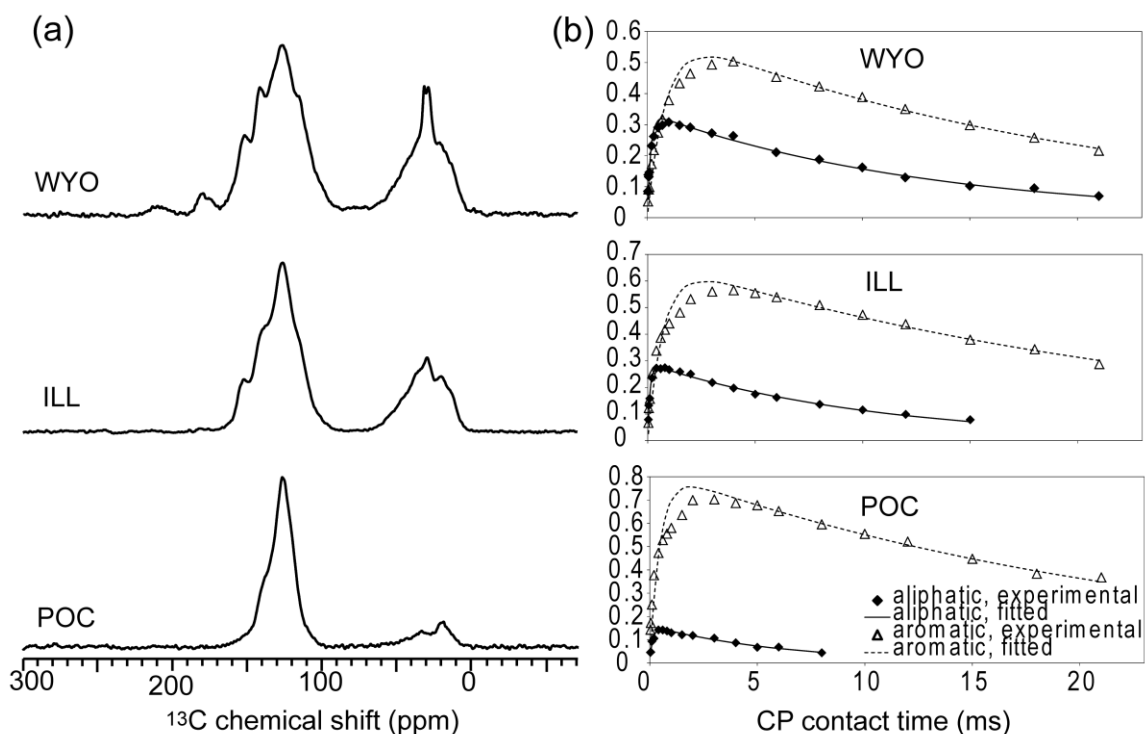 (a)
WYO
ILL
POC
300
200
100
0
¹³C chemical shift (ppm)
(b)
0.6
0.5
0.4
0.3
0.2
0.1
0
WYO
0.7
0.6
0.5
0.4
0.3
0.2
0.1
0
ILL
0.8
0.7
0.6
0.5
0.4
0.3
0.2
0.1
0
POC
aliphatic, experimental
aliphatic, fitted
aromatic, experimental
aromatic, fitted
0
5
10
15
20
CP contact time (ms)